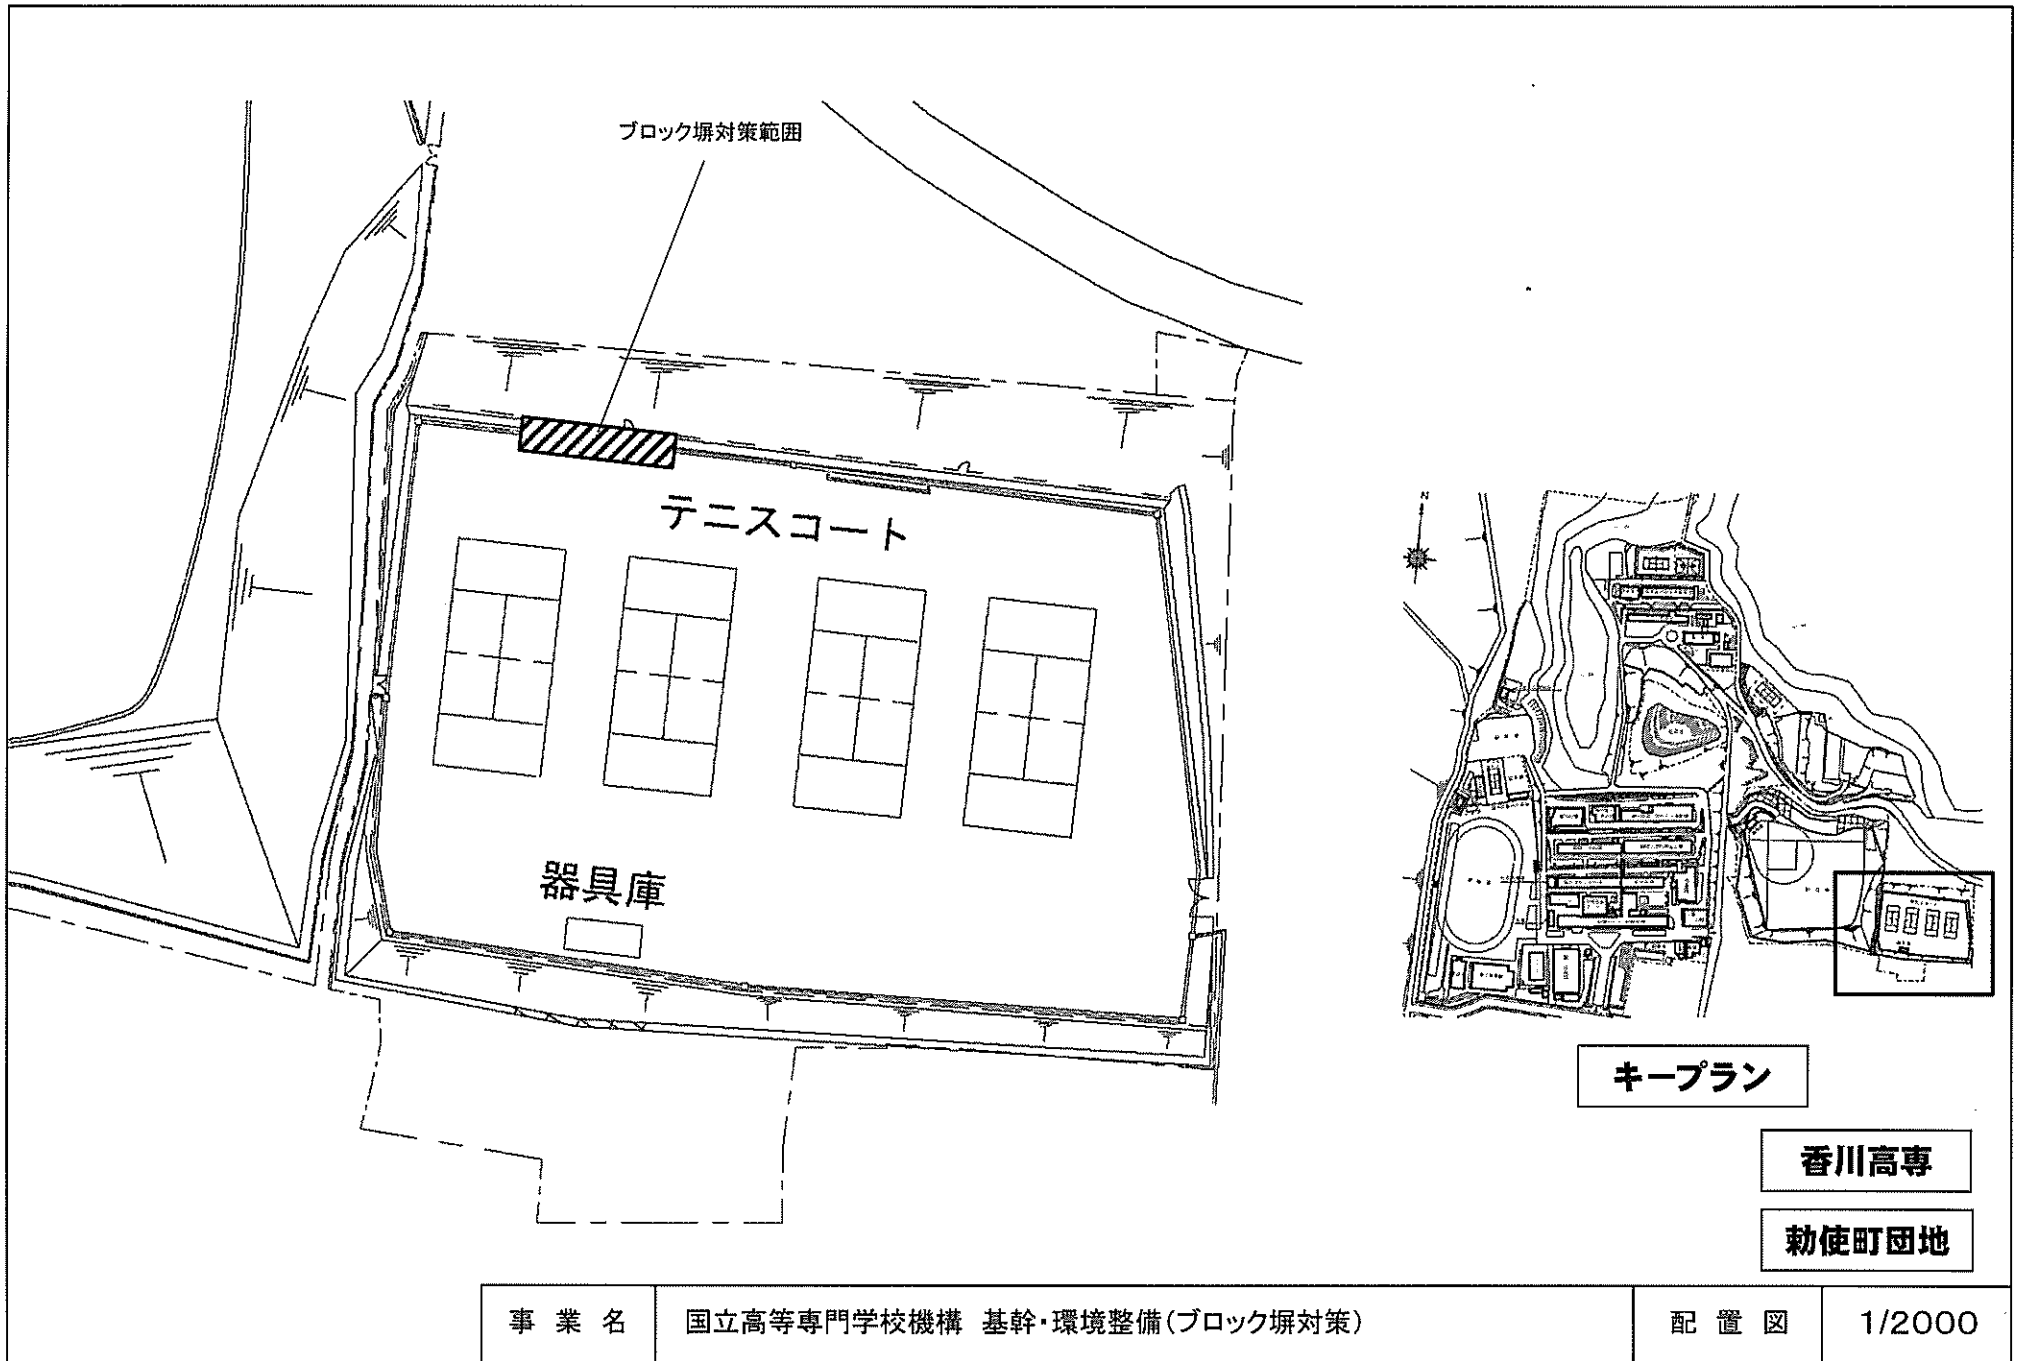 ブロック塀対策範囲
テニスコート
器具庫
N
キープラン
香川高専
勅使町団地
事業名
国立高等専門学校機構 基幹・環境整備(ブロック塀対策)
配置図
1/2000